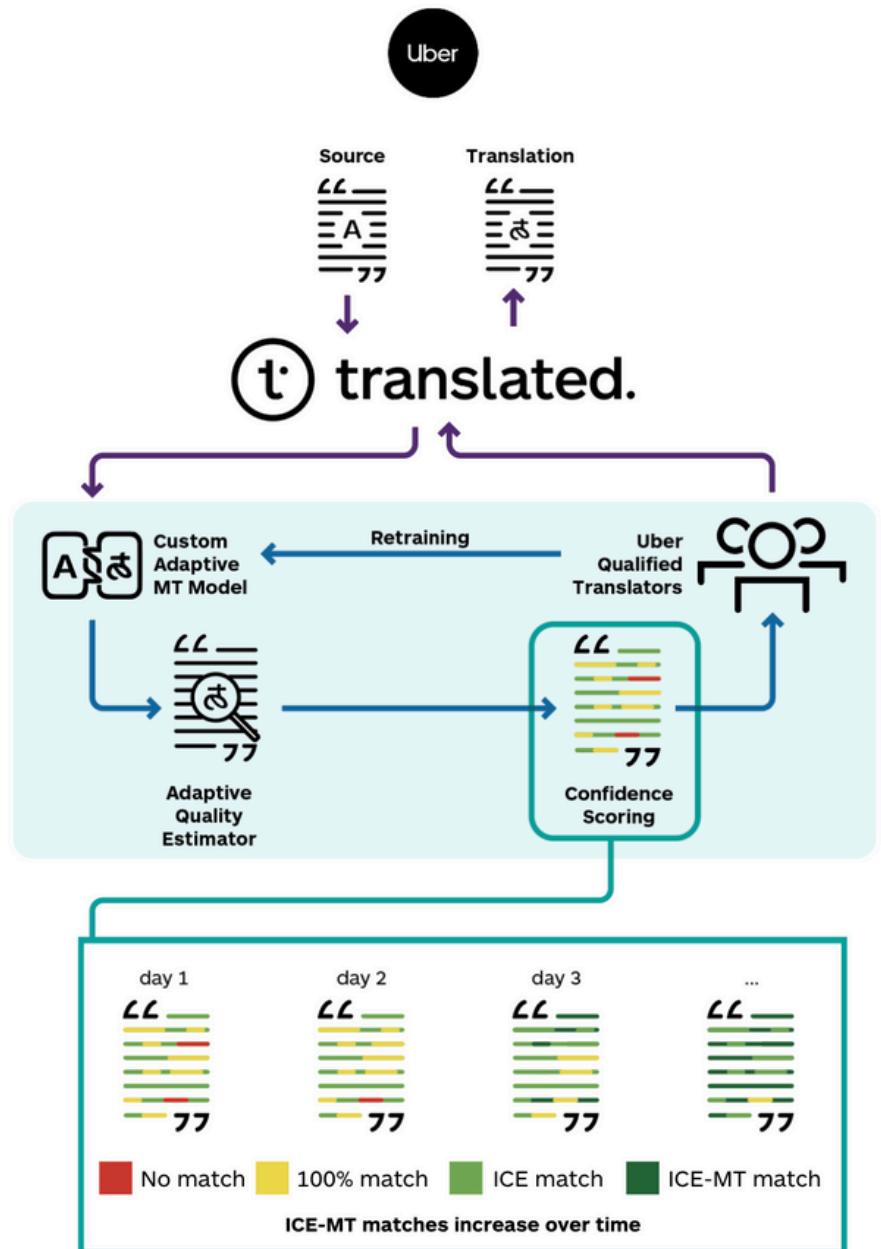 Uber
Source
Translation
“
“
A
あ
”
”
t
translated.
A
あ
Custom
Adaptive
MT Model
Retraining
Uber
Qualified
Translators
“
あ
”
“
”
Adaptive
Quality
Estimator
Confidence
Scoring
day 1
day 2
day 3
...
“
“
“
“
”
”
”
”
No match
100% match
ICE match
ICE-MT match
ICE-MT matches increase over time